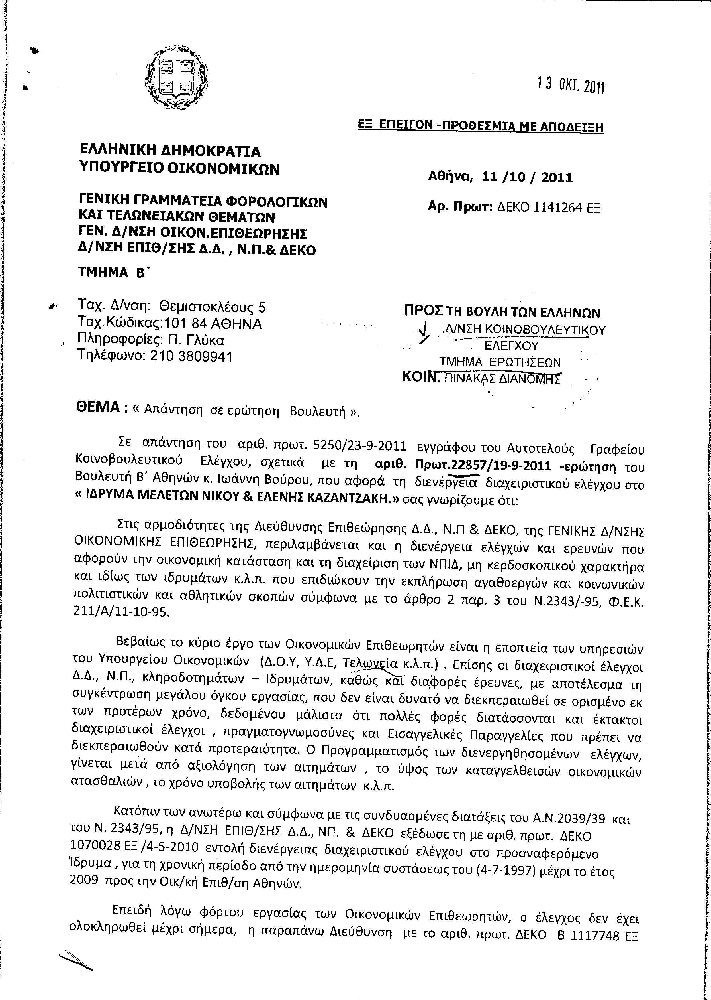 13 ΟΚΤ. 2011
ΕΞ ΕΠΕΙΓΟΝ -ΠΡΟΘΕΣΜΙΑ ΜΕ ΑΠΟΔΕΙΞΗ
ΕΛΛΗΝΙΚΗ ΔΗΜΟΚΡΑΤΙΑ
ΥΠΟΥΡΓΕΙΟ ΟΙΚΟΝΟΜΙΚΩΝ
Αθήνα, 11 /10 / 2011
ΓΕΝΙΚΗ ΓΡΑΜΜΑΤΕΙΑ ΦΟΡΟΛΟΓΙΚΩΝ
ΚΑΙ ΤΕΛΩΝΕΙΑΚΩΝ ΘΕΜΑΤΩΝ
ΓΕΝ. Δ/ΝΣΗ ΟΙΚΟΝ.ΕΠΙΘΕΩΡΗΣΗΣ
Δ/ΝΣΗ ΕΠΙΘ/ΣΗΣ Δ.Δ. , Ν.Π.& ΔΕΚΟ
Αρ. Πρωτ: ΔΕΚΟ 1141264 ΕΞ
ΤΜΗΜΑ Β΄
Ταχ. Δ/νση: Θεμιστοκλέους 5
Ταχ.Κώδικας:101 84 ΑΘΗΝΑ
Πληροφορίες: Π. Γλύκα
Τηλέφωνο: 210 3809941
ΠΡΟΣ ΤΗ ΒΟΥΛΗ ΤΩΝ ΕΛΛΗΝΩΝ
Δ/ΝΣΗ ΚΟΙΝΟΒΟΥΛΕΥΤΙΚΟΥ
ΕΛΕΓΧΟΥ
ΤΜΗΜΑ ΕΡΩΤΗΣΕΩΝ
ΚΟΙΝ. ΠΙΝΑΚΑΣ ΔΙΑΝΟΜΗΣ
ΘΕΜΑ : « Απάντηση σε ερώτηση Βουλευτή ».
Σε απάντηση του αριθ. πρωτ. 5250/23-9-2011 εγγράφου του Αυτοτελούς Γραφείου
Κοινοβουλευτικού Ελέγχου, σχετικά με τη αριθ. Πρωτ.22857/19-9-2011 -ερώτηση του
Βουλευτή Β΄ Αθηνών κ. Ιωάννη Βούρου, που αφορά τη διενέργεια διαχειριστικού ελέγχου στο
« ΙΔΡΥΜΑ ΜΕΛΕΤΩΝ ΝΙΚΟΥ & ΕΛΕΝΗΣ ΚΑΖΑΝΤΖΑΚΗ.» σας γνωρίζουμε ότι:
Στις αρμοδιότητες της Διεύθυνσης Επιθεώρησης Δ.Δ., Ν.Π & ΔΕΚΟ, της ΓΕΝΙΚΗΣ Δ/ΝΣΗΣ
ΟΙΚΟΝΟΜΙΚΗΣ ΕΠΙΘΕΩΡΗΣΗΣ, περιλαμβάνεται και η διενέργεια ελέγχων και ερευνών που
αφορούν την οικονομική κατάσταση και τη διαχείριση των ΝΠΙΔ, μη κερδοσκοπικού χαρακτήρα
και ιδίως των ιδρυμάτων κ.λ.π. που επιδιώκουν την εκπλήρωση αγαθοεργών και κοινωνικών
πολιτιστικών και αθλητικών σκοπών σύμφωνα με το άρθρο 2 παρ. 3 του Ν.2343/-95, Φ.Ε.Κ.
211/Α/11-10-95.
Βεβαίως το κύριο έργο των Οικονομικών Επιθεωρητών είναι η εποπτεία των υπηρεσιών
του Υπουργείου Οικονομικών (Δ.Ο.Υ, Υ.Δ.Ε, Τελωνεία κ.λ.π.) . Επίσης οι διαχειριστικοί έλεγχοι
Δ.Δ., Ν.Π., κληροδοτημάτων – Ιδρυμάτων, καθώς και διαφορές έρευνες, με αποτέλεσμα τη
συγκέντρωση μεγάλου όγκου εργασίας, που δεν είναι δυνατό να διεκπεραιωθεί σε ορισμένο εκ
των προτέρων χρόνο, δεδομένου μάλιστα ότι πολλές φορές διατάσσονται και έκτακτοι
διαχειριστικοί έλεγχοι , πραγματογνωμοσύνες και Εισαγγελικές Παραγγελίες που πρέπει να
διεκπεραιωθούν κατά προτεραιότητα. Ο Προγραμματισμός των διενεργηθησομένων ελέγχων,
γίνεται μετά από αξιολόγηση των αιτημάτων , το ύψος των καταγγελθεισών οικονομικών
ατασθαλιών , το χρόνο υποβολής των αιτημάτων κ.λ.π.
Κατόπιν των ανωτέρω και σύμφωνα με τις συνδυασμένες διατάξεις του Α.Ν.2039/39 και
του Ν. 2343/95, η Δ/ΝΣΗ ΕΠΙΘ/ΣΗΣ Δ.Δ., ΝΠ. & ΔΕΚΟ εξέδωσε τη με αριθ. πρωτ. ΔΕΚΟ
1070028 ΕΞ /4-5-2010 εντολή διενέργειας διαχειριστικού ελέγχου στο προαναφερόμενο
Ίδρυμα , για τη χρονική περίοδο από την ημερομηνία συστάσεως του (4-7-1997) μέχρι το έτος
2009 προς την Οικ/κή Επιθ/ση Αθηνών.
Επειδή λόγω φόρτου εργασίας των Οικονομικών Επιθεωρητών, ο έλεγχος δεν έχει
ολοκληρωθεί μέχρι σήμερα, η παραπάνω Διεύθυνση με το αριθ. πρωτ. ΔΕΚΟ Β 1117748 ΕΞ